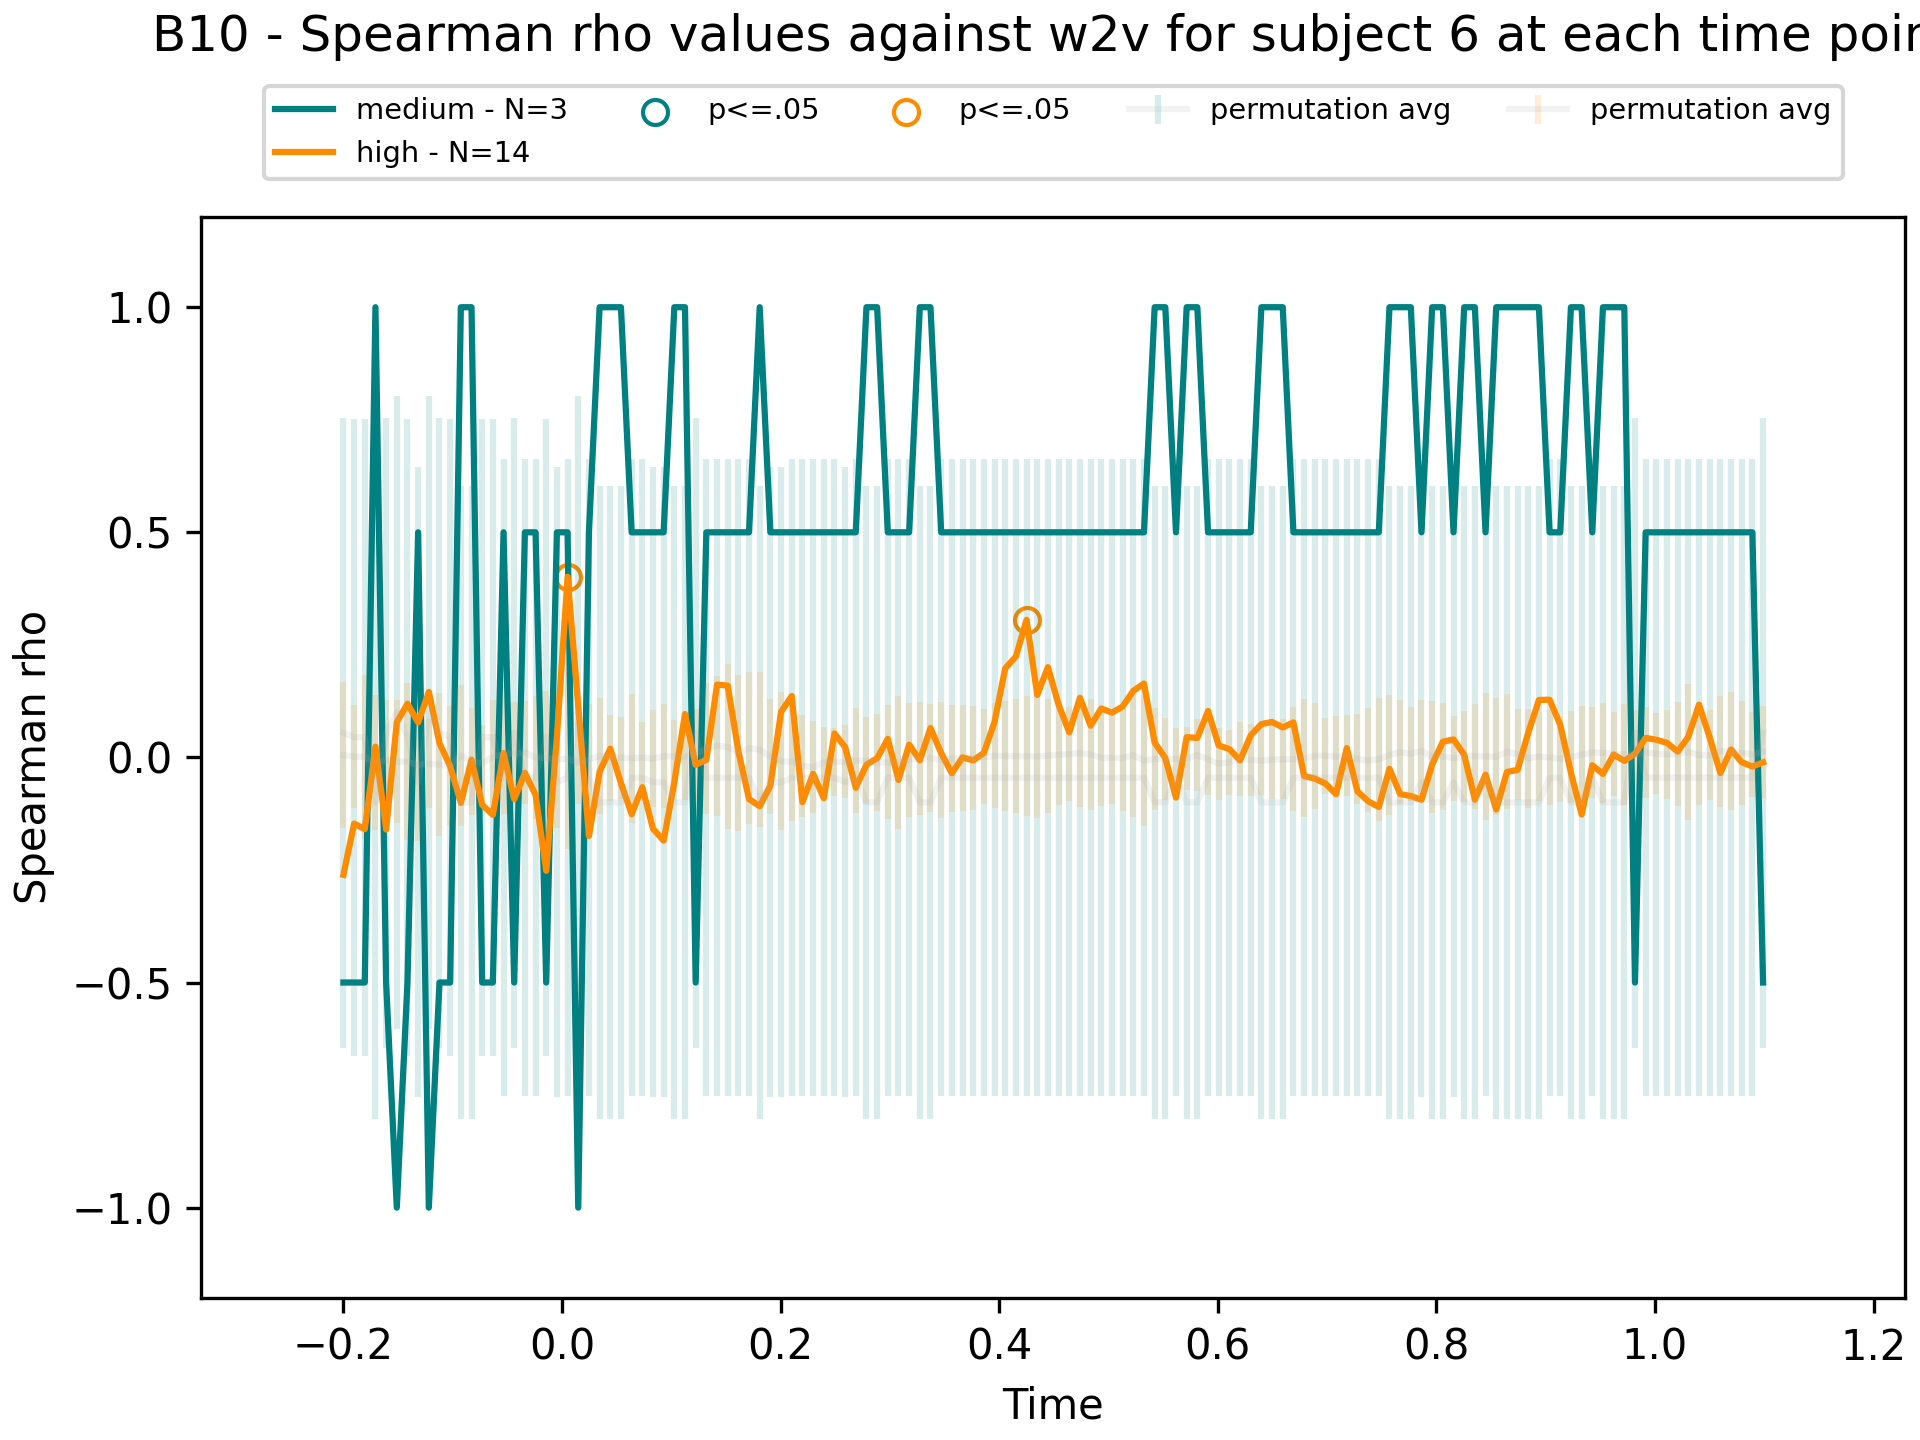 B10 - Spearman rho values against w2v for subject 6 at each time
medium - N=3
high - N=14
p<=.05
p<=.05
permutation avg
permutation avg
Spearman rho
1.0
0.5
0.0
−0.5
−1.0
−0.2
0.0
0.2
0.4
0.6
0.8
1.0
1.2
Time